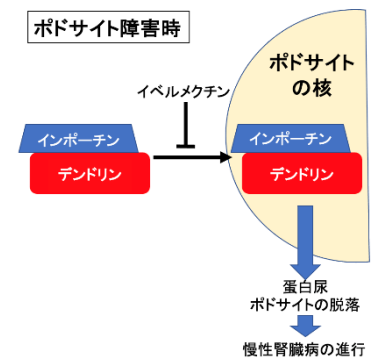 ポドサイト障害時
ポドサイト
の核
イベルメクチン
インポーチン
デンドリン
インポーチン
デンドリン
蛋白尿
ポドサイトの脱落
慢性腎臓病の進行